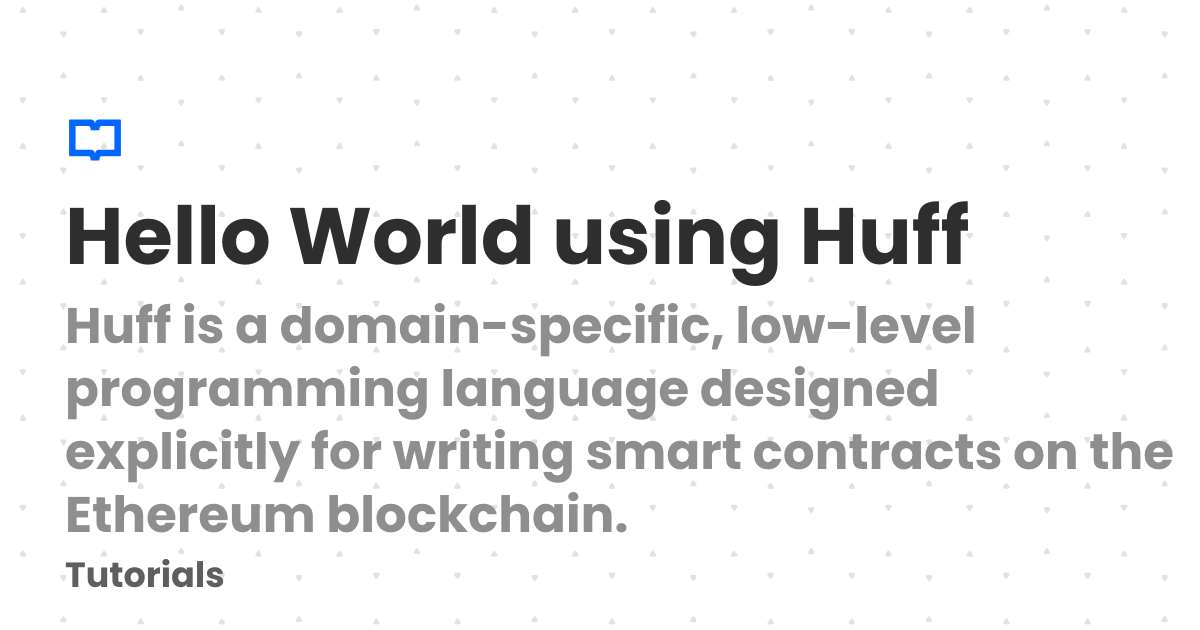 Hello World using Huff
Huff is a domain-specific, low-level
programming language designed
explicitly for writing smart contracts on the
Ethereum blockchain.
Tutorials